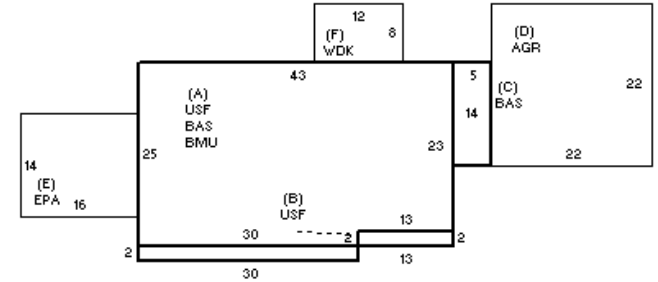 12
(F)
8
WDK
(D)
AGR
43
5
(A)
USF
BAS
BMU
(C)
BAS
22
14
25
23
14
22
(E)
EPA
16
(B)
USF
13
30
2
2
2
13
30